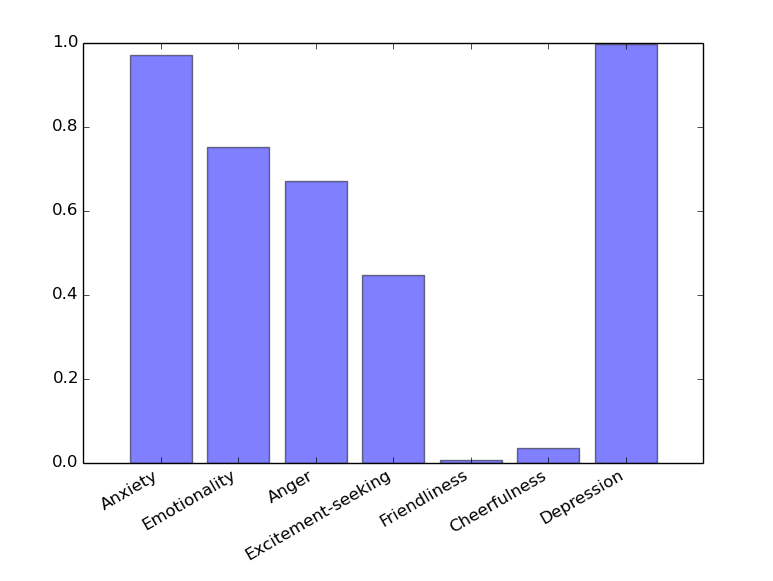 1.0
0.8
0.6
0.4
0.2
0.0
Anxiety
Emotionality
Anger
Excitement-seeking
Friendliness
Cheerfulness
Depression